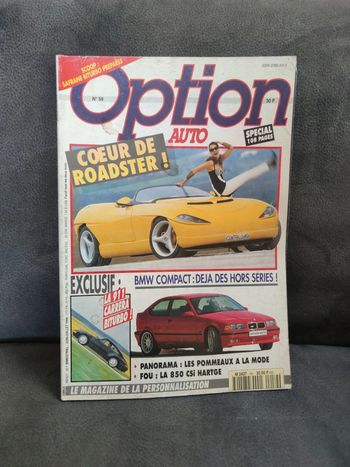 SCOOP
SAFRANE BITURBO PREPAREE
N° 59
30 F
Option
AUTO
SPECIAL
108 PAGES
CŒUR DE
ROADSTER !
EXCLUSIF :
LA 911
CARRERA
BITURBO !
BMW COMPACT : DEJA DES HORS SERIES !
• PANORAMA : LES POMMEAUX A LA MODE
• FOU : LA 850 CSi HARTGE
LE MAGAZINE DE LA PERSONNALISATION